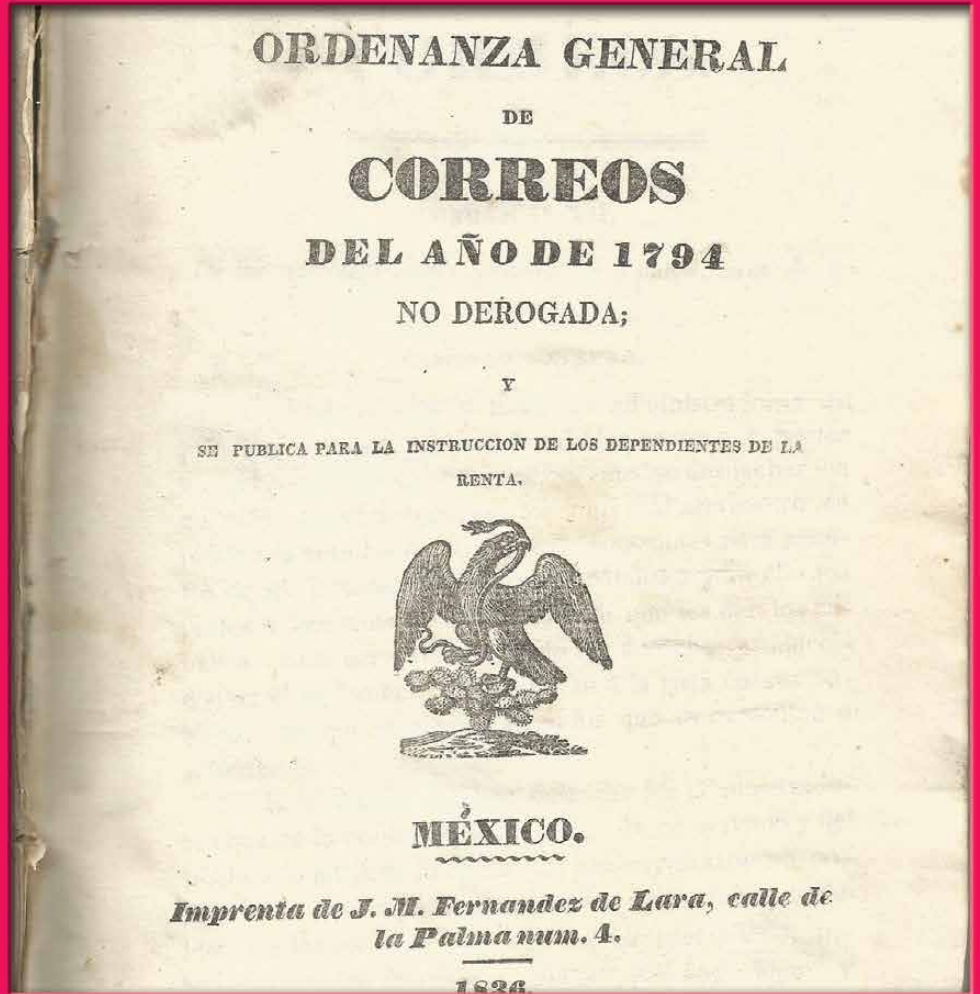 ORDENANZA GENERAL
DE
CORREOS
DEL AÑO DE 1794
NO DEROGADA;
Y
SE PUBLICA PARA LA INSTRUCCION DE LOS DEPENDIENTES DE LA
RENTA.
MÉXICO.
Imprenta de J. M. Fernandez de Lara, calle de
la Palma num. 4.
1836.